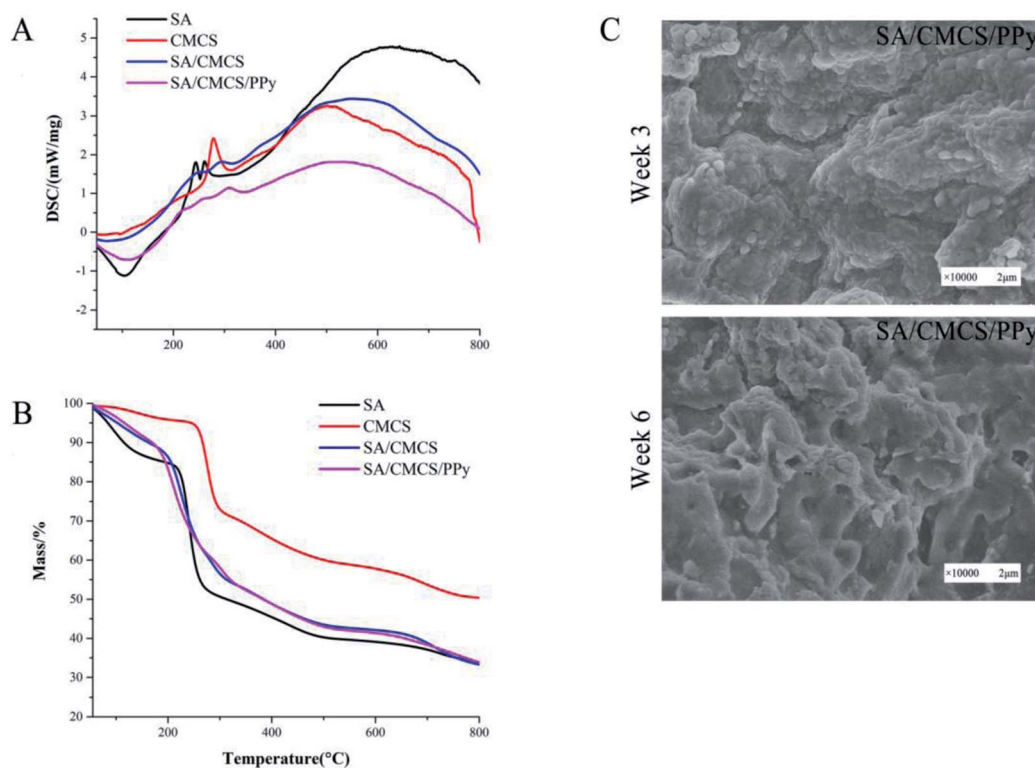 A
SA
CMCS
SA/CMCS
SA/CMCS/PPy
DSC/(mW/mg)
5
4
3
2
1
0
-1
-2
200
400
600
800
B
SA
CMCS
SA/CMCS
SA/CMCS/PPy
Mass/%
100
90
80
70
60
50
40
30
20
200
400
600
800
Temperature(°C)
C
SA/CMCS/PPy
Week 3
×10000 2μm
SA/CMCS/PPy
Week 6
×10000 2μm